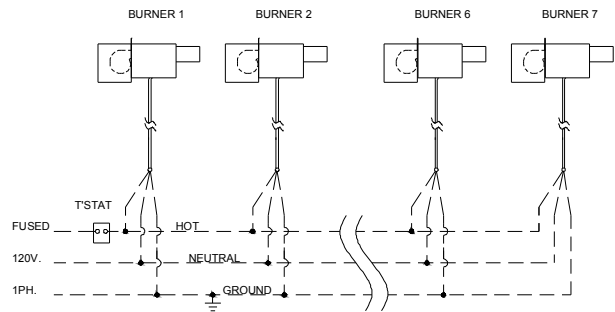 BURNER 1
BURNER 2
BURNER 6
BURNER 7
T'STAT
FUSED
HOT
120V.
NEUTRAL
1PH.
GROUND